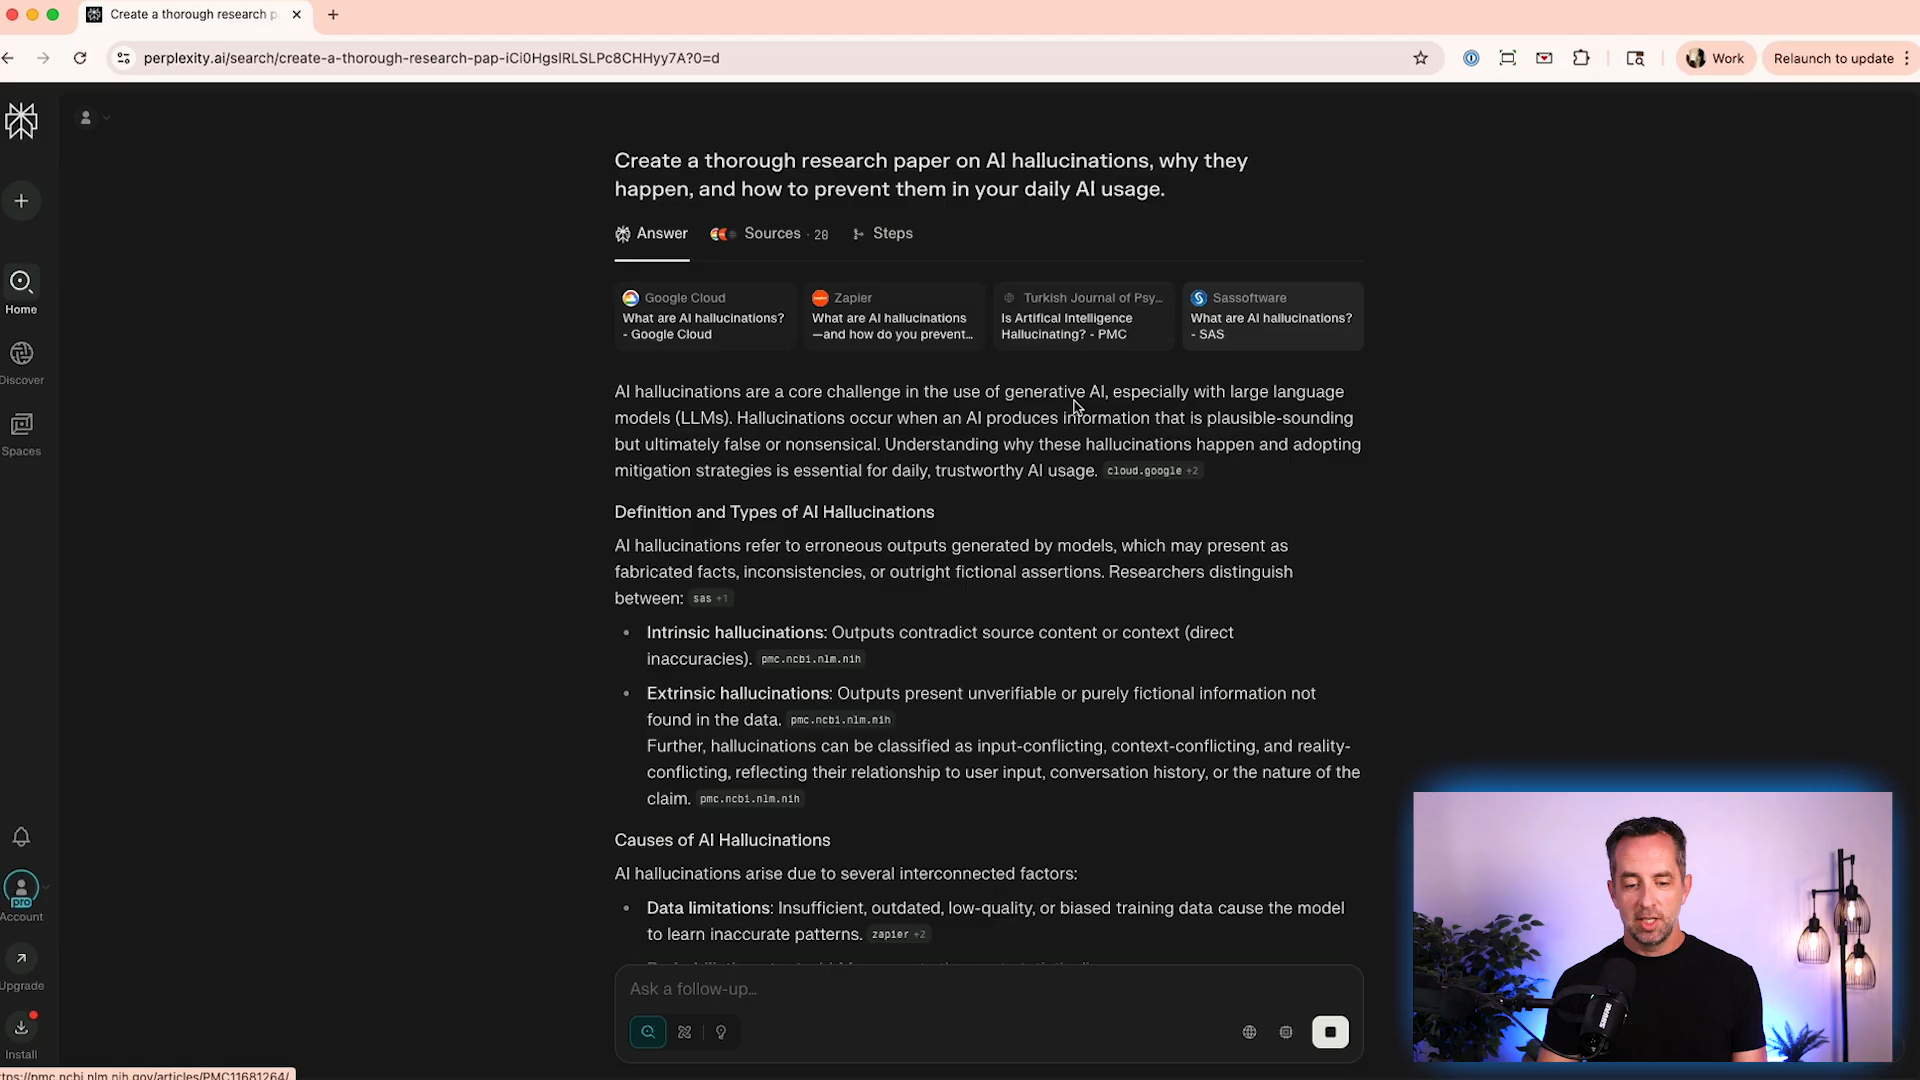 Create a thorough research p
perplexity.ai/search/create-a-thorough-research-pap-iCi0HgslRLSLPc8CHHyy7A?0=d
Work
Relaunch to update
Home
Discover
Spaces
pro
Account
Upgrade
Install
Create a thorough research paper on AI hallucinations, why they
happen, and how to prevent them in your daily AI usage.
Answer
Sources · 20
Steps
Google Cloud
What are AI hallucinations?
- Google Cloud
Zapier
What are AI hallucinations
—and how do you prevent...
Turkish Journal of Psy...
Is Artifical Intelligence
Hallucinating? - PMC
Sassoftware
What are AI hallucinations?
- SAS
AI hallucinations are a core challenge in the use of generative AI, especially with large language
models (LLMs). Hallucinations occur when an AI produces information that is plausible-sounding
but ultimately false or nonsensical. Understanding why these hallucinations happen and adopting
mitigation strategies is essential for daily, trustworthy AI usage. cloud.google +2
Definition and Types of AI Hallucinations
AI hallucinations refer to erroneous outputs generated by models, which may present as
fabricated facts, inconsistencies, or outright fictional assertions. Researchers distinguish
between: sas +1
• Intrinsic hallucinations: Outputs contradict source content or context (direct
inaccuracies). pmc.ncbi.nlm.nih
• Extrinsic hallucinations: Outputs present unverifiable or purely fictional information not
found in the data. pmc.ncbi.nlm.nih
Further, hallucinations can be classified as input-conflicting, context-conflicting, and reality-
conflicting, reflecting their relationship to user input, conversation history, or the nature of the
claim. pmc.ncbi.nlm.nih
Causes of AI Hallucinations
AI hallucinations arise due to several interconnected factors:
• Data limitations: Insufficient, outdated, low-quality, or biased training data cause the model
to learn inaccurate patterns. zapier +2
Ask a follow-up...
ttps://pmc.ncbi.nlm.nih.gov/articles/PMC11681264/